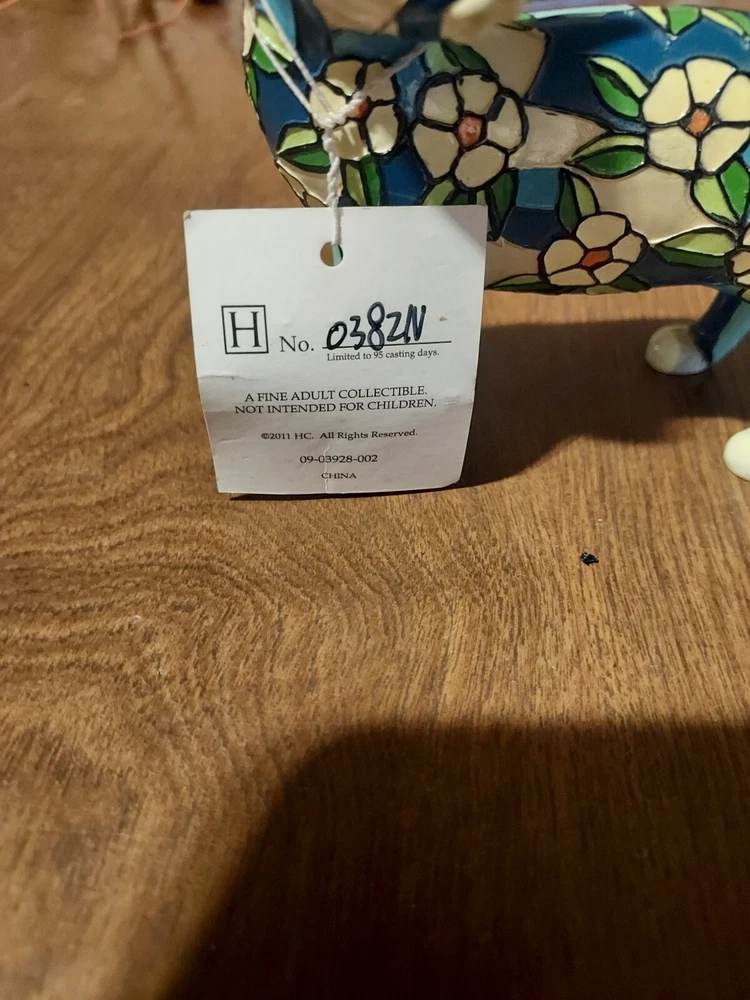 H No. 0382N
Limited to 95 casting days.
A FINE ADULT COLLECTIBLE.
NOT INTENDED FOR CHILDREN.
©2011 HC. All Rights Reserved.
09-03928-002
CHINA